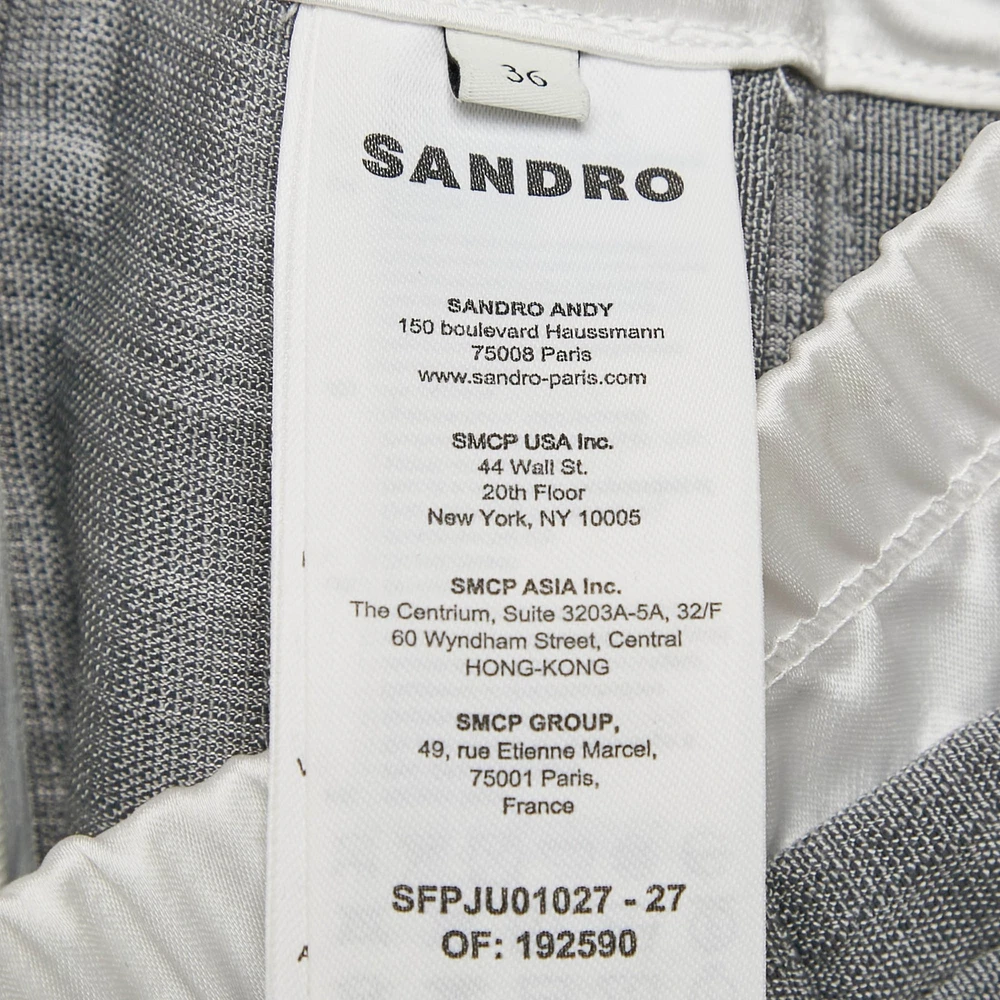 36
SANDRO
SANDRO ANDY
150 boulevard Haussmann
75008 Paris
www.sandro-paris.com
SMCP USA Inc.
44 Wall St.
20th Floor
New York, NY 10005
SMCP ASIA Inc.
The Centrium, Suite 3203A-5A, 32/F
60 Wyndham Street, Central
HONG-KONG
SMCP GROUP,
49, rue Etienne Marcel,
75001 Paris,
France
SFPJU01027 - 27
OF: 192590